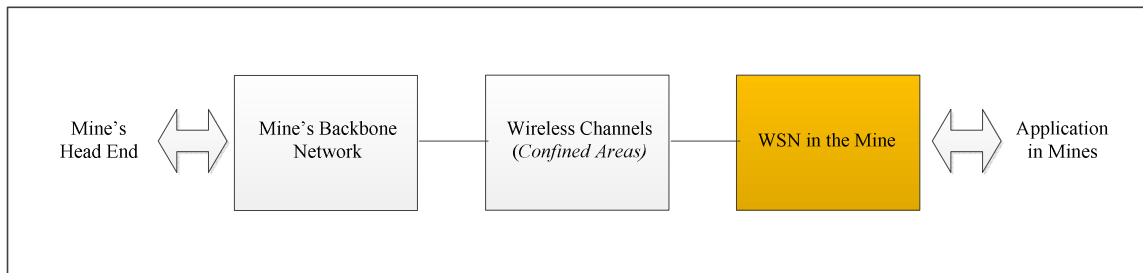 Mine's
Head End
Mine's Backbone
Network
Wireless Channels
(Confined Areas)
WSN in the Mine
Application
in Mines